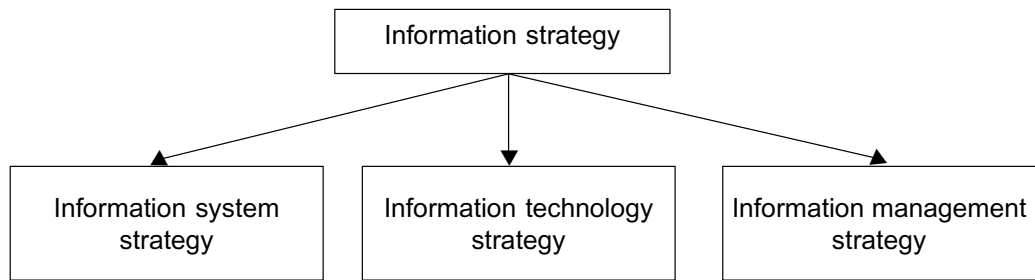 Information strategy
Information system
strategy
Information technology
strategy
Information management
strategy